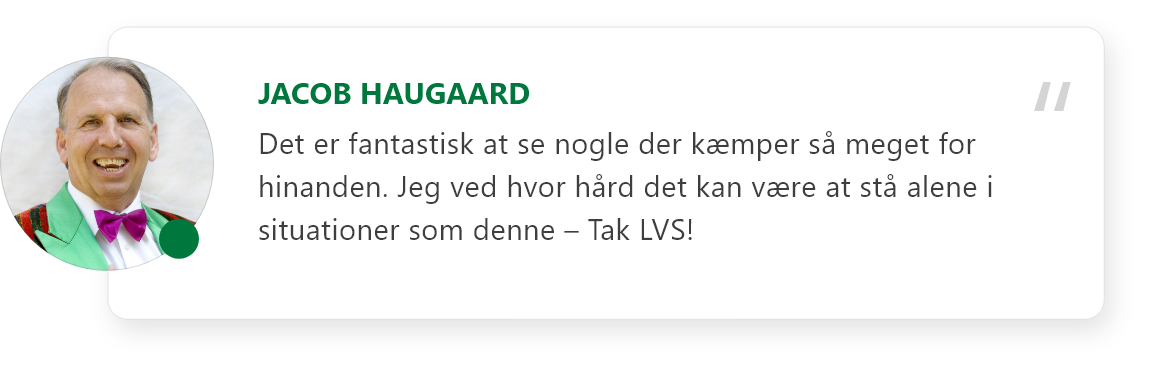 JACOB HAUGAARD
Det er fantastisk at se nogle der kæmper så meget for
hinanden. Jeg ved hvor hård det kan være at stå alene i
situationer som denne – Tak LVS!